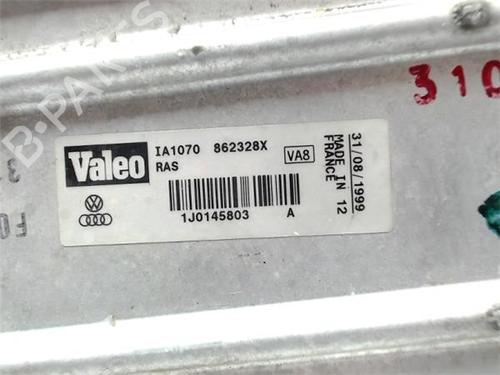 B-PARTS
310
Valeo
IA1070 862328X
RAS
VA8
1J0145803 A
31/08/1999
MADE IN 12
FRANCE